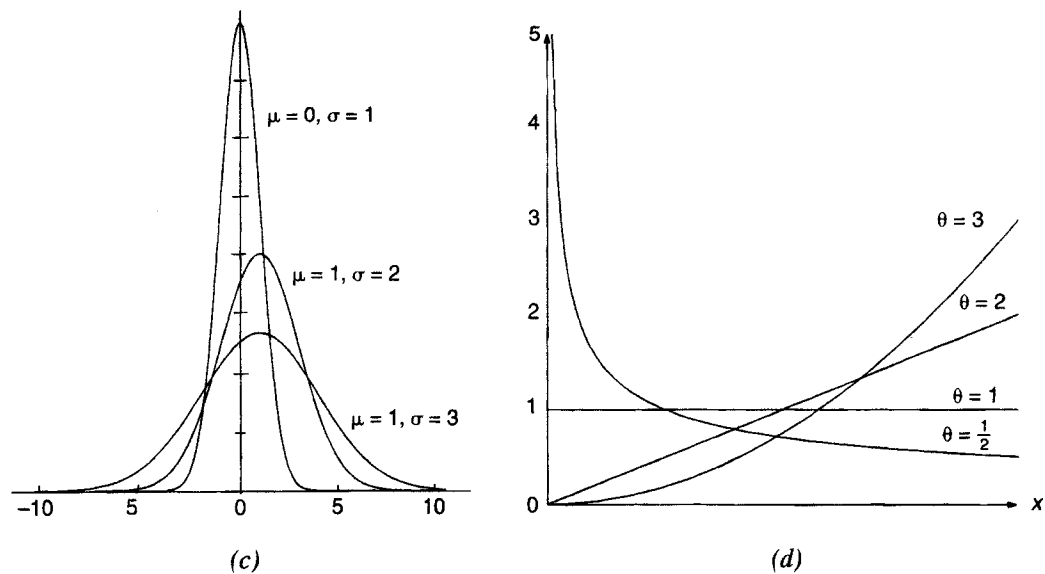 μ = 0, σ = 1
μ = 1, σ = 2
μ = 1, σ = 3
−10 5 0 5 10
(c)
5
4
3
2
1
0
θ = 3
θ = 2
θ = 1
θ = 1/2
x
(d)